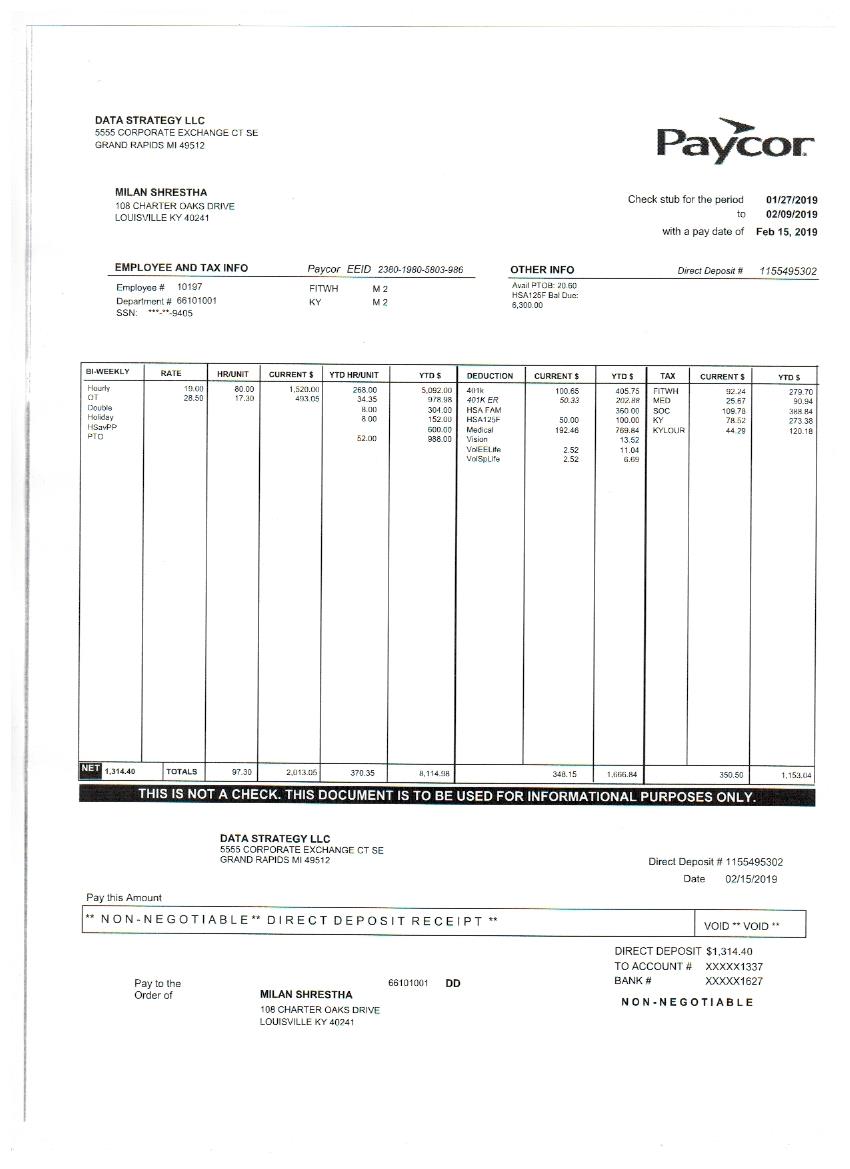 DATA STRATEGY LLC
5555 CORPORATE EXCHANGE CT SE
GRAND RAPIDS MI 49512
Paycor
MILAN SHRESTHA
108 CHARTER OAKS DRIVE
LOUISVILLE KY 40241
Check stub for the period 01/27/2019
to 02/09/2019
with a pay date of Feb 15, 2019
EMPLOYEE AND TAX INFO Paycor EEID 2380-1980-5803-986
Employee # 10197 FITWH M 2
Department # 66101001 KY M 2
SSN: ***-**-9405
OTHER INFO Direct Deposit # 1155495302
Avail PTOB: 20.60
HSA125F Bal Due:
6,300.00
BI-WEEKLY RATE HR/UNIT CURRENT $ YTD HR/UNIT YTD $ DEDUCTION CURRENT $ YTD $ TAX CURRENT $ YTD $
Hourly 19.00 80.00 1,520.00 268.00 5,092.00 401k 100.65 405.75 FITWH 92.24 279.70
OT 28.50 17.30 493.05 34.35 978.98 401K ER 50.33 202.88 MED 25.67 90.94
Double 8.00 304.00 HSA FAM 360.00 SOC 109.78 388.84
Holiday 8.00 152.00 HSA125F 50.00 100.00 KY 78.52 273.38
HSavPP 600.00 Medical 192.46 769.84 KYLOUR 44.29 120.18
PTO 52.00 988.00 Vision 13.52
VolEELife 2.52 11.04
VolSpLife 2.52 6.69
NET 1,314.40 TOTALS 97.30 2,013.05 370.35 8,114.98 348.15 1,666.84 350.50 1,153.04
THIS IS NOT A CHECK. THIS DOCUMENT IS TO BE USED FOR INFORMATIONAL PURPOSES ONLY.
DATA STRATEGY LLC
5555 CORPORATE EXCHANGE CT SE
GRAND RAPIDS MI 49512
Direct Deposit # 1155495302
Date 02/15/2019
Pay this Amount
** NON-NEGOTIABLE ** DIRECT DEPOSIT RECEIPT ** VOID ** VOID **
DIRECT DEPOSIT $1,314.40
TO ACCOUNT # XXXXX1337
BANK # XXXXX1627
NON-NEGOTIABLE
Pay to the
Order of
66101001 DD
MILAN SHRESTHA
108 CHARTER OAKS DRIVE
LOUISVILLE KY 40241